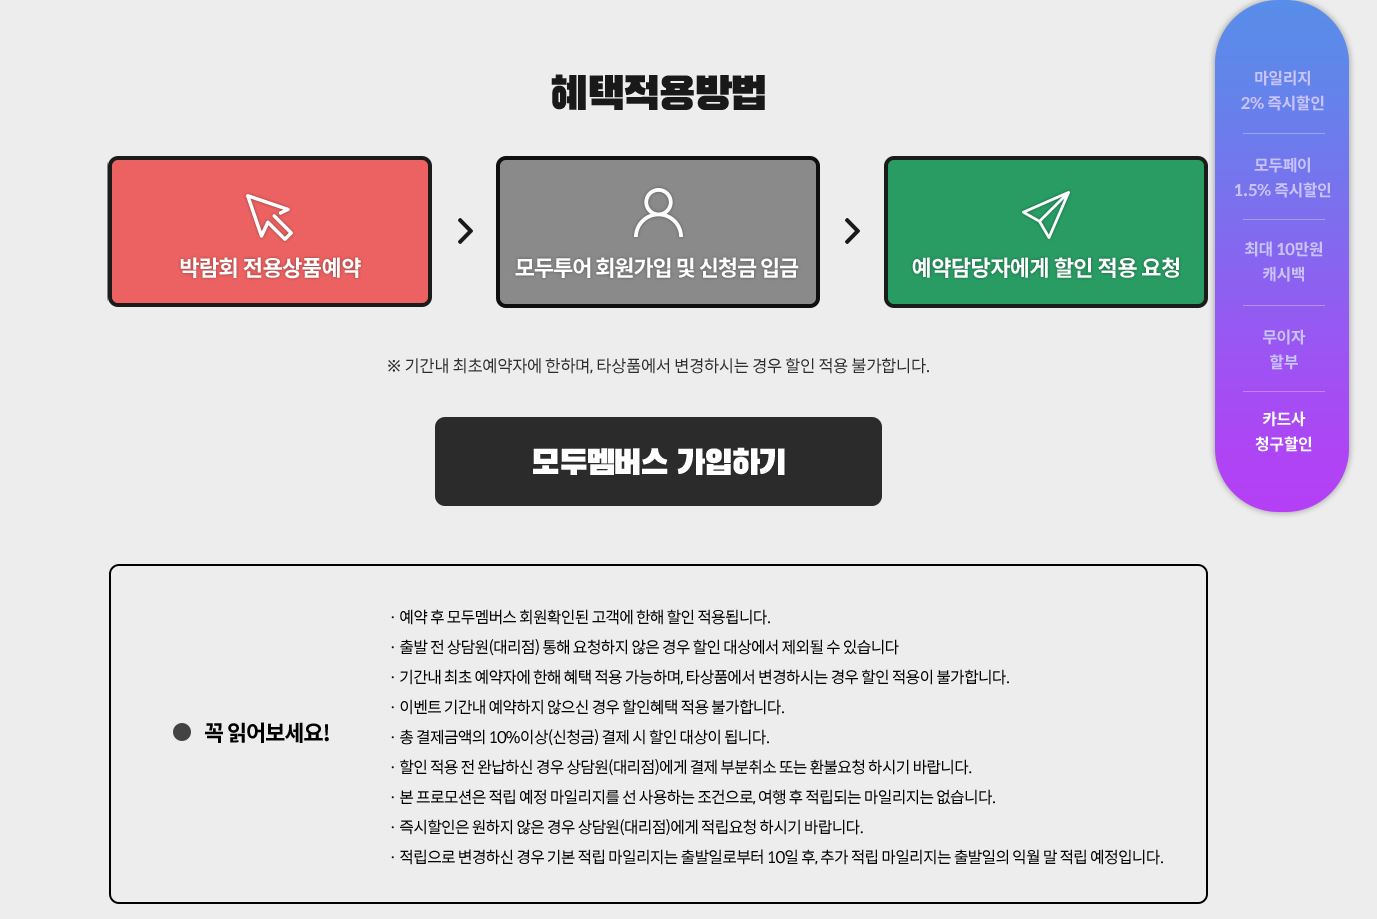 혜택적용방법
박람회 전용상품예약
모두투어 회원가입 및 신청금 입금
예약담당자에게 할인 적용 요청
※ 기간내 최초예약자에 한하며, 타상품에서 변경하시는 경우 할인 적용 불가합니다.
모두멤버스 가입하기
꼭 읽어보세요!
· 예약 후 모두멤버스 회원확인된 고객에 한해 할인 적용됩니다.
· 출발 전 상담원(대리점) 통해 요청하지 않은 경우 할인 대상에서 제외될 수 있습니다
· 기간내 최초 예약자에 한해 혜택 적용 가능하며, 타상품에서 변경하시는 경우 할인 적용이 불가합니다.
· 이벤트 기간내 예약하지 않으신 경우 할인혜택 적용 불가합니다.
· 총 결제금액의 10%이상(신청금) 결제 시 할인 대상이 됩니다.
· 할인 적용 전 완납하신 경우 상담원(대리점)에게 결제 부분취소 또는 환불요청 하시기 바랍니다.
· 본 프로모션은 적립 예정 마일리지를 선 사용하는 조건으로, 여행 후 적립되는 마일리지는 없습니다.
· 즉시할인은 원하지 않은 경우 상담원(대리점)에게 적립요청 하시기 바랍니다.
· 적립으로 변경하신 경우 기본 적립 마일리지는 출발일로부터 10일 후, 추가 적립 마일리지는 출발일의 익월 말 적립 예정입니다.
마일리지
2% 즉시할인
모두페이
1.5% 즉시할인
최대 10만원
캐시백
무이자
할부
카드사
청구할인